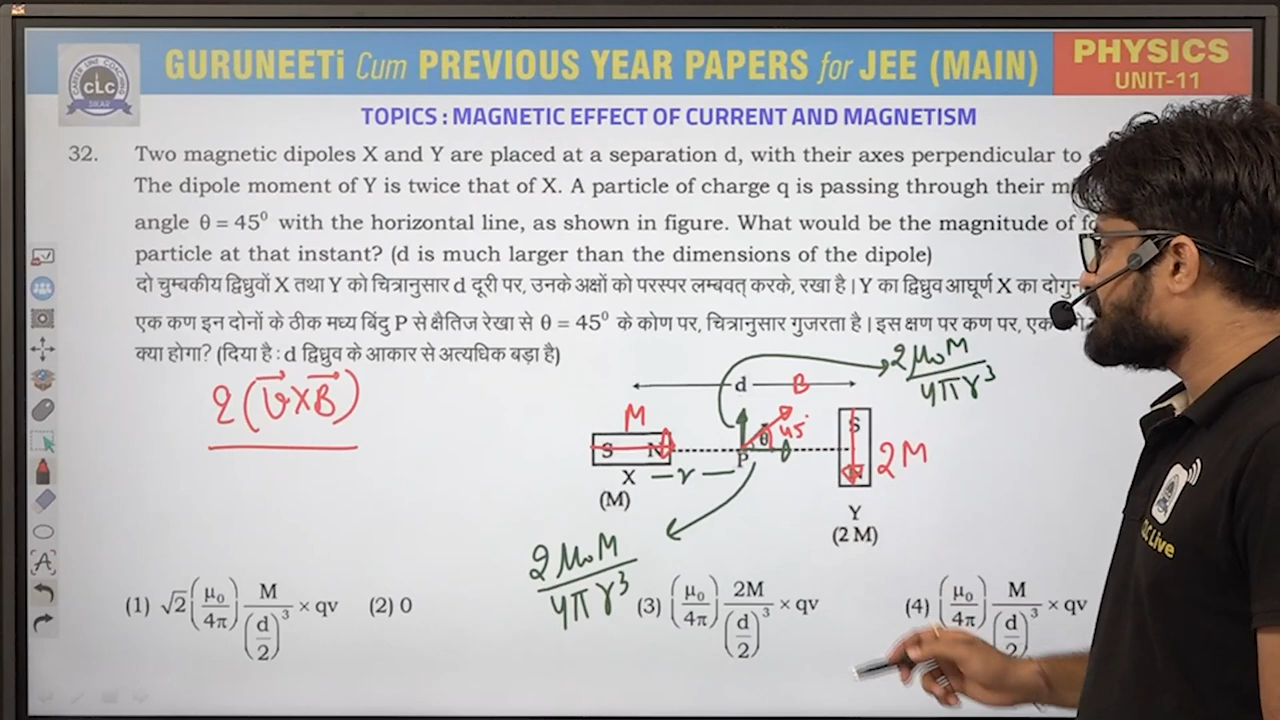 GURUNEETi Cum PREVIOUS YEAR PAPERS for JEE (MAIN)
PHYSICS
UNIT-11
CLC
SIKAR
TOPICS : MAGNETIC EFFECT OF CURRENT AND MAGNETISM
32. Two magnetic dipoles X and Y are placed at a separation d, with their axes perpendicular to
The dipole moment of Y is twice that of X. A particle of charge q is passing through their
angle θ = 45⁰ with the horizontal line, as shown in figure. What would be the magnitude of
particle at that instant? (d is much larger than the dimensions of the dipole)
दो चुम्बकीय द्विध्रुवों X तथा Y को चित्रानुसार d दूरी पर, उनके अक्षों को परस्पर लम्बवत् करके, रखा है। Y का द्विध्रुव आघूर्ण X का
एक कण इन दोनों के ठीक मध्य बिंदु P से क्षैतिज रेखा से θ = 45⁰ के कोण पर, चित्रानुसार गुजरता है। इस क्षण पर कण पर,
क्या होगा? (दिया है : d द्विध्रुव के आकार से अत्यधिक बड़ा है)
2μ₀M
4πr³
q(v⃗×B⃗)
d
B
M
S N
θ
45°
P
S
2M
X
r
(M)
Y
(2 M)
2μ₀M
4πr³
(1) √2(μ₀/4π) M/(d/2)³ × qv (2) 0 (3) (μ₀/4π) 2M/(d/2)³ × qv (4) (μ₀/4π) M/(d/2)³ × qv
Live